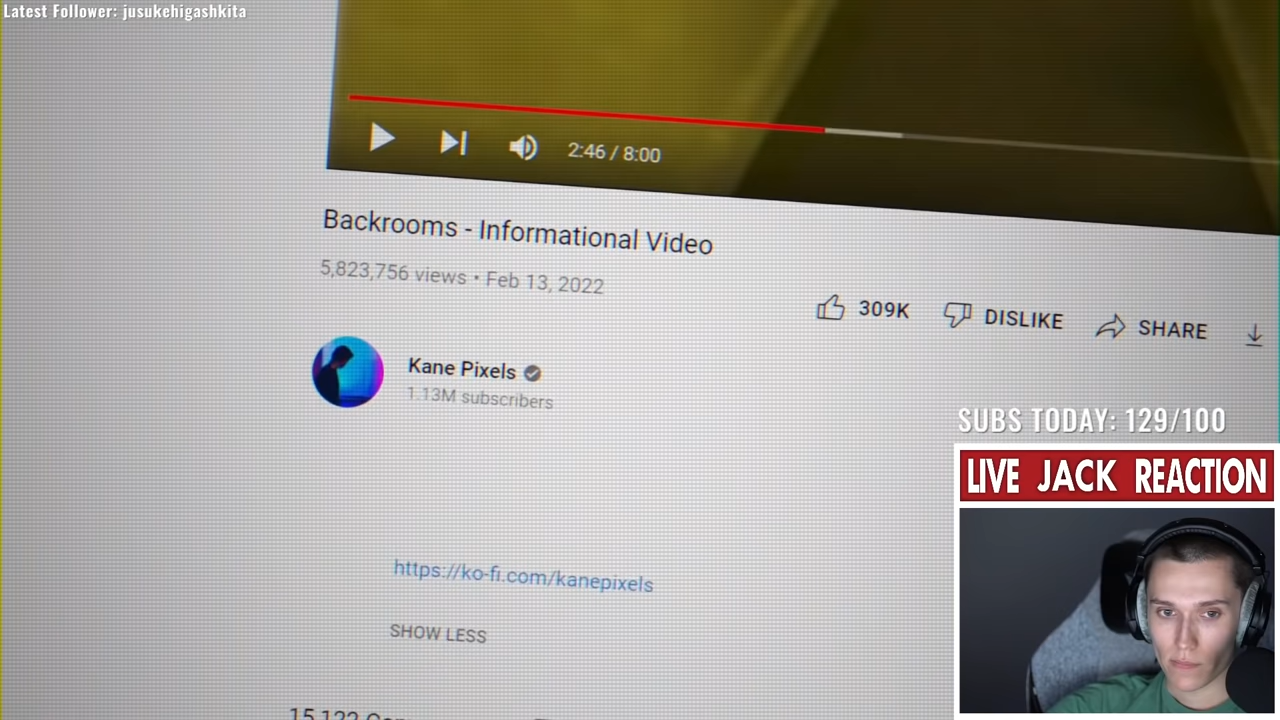 Latest Follower: jusukehigashkita
2:46 / 8:00
Backrooms - Informational Video
5,823,756 views • Feb 13, 2022
309K DISLIKE SHARE
Kane Pixels
1.13M subscribers
SUBS TODAY: 129/100
LIVE JACK REACTION
https://ko-fi.com/kanepixels
SHOW LESS
15,122